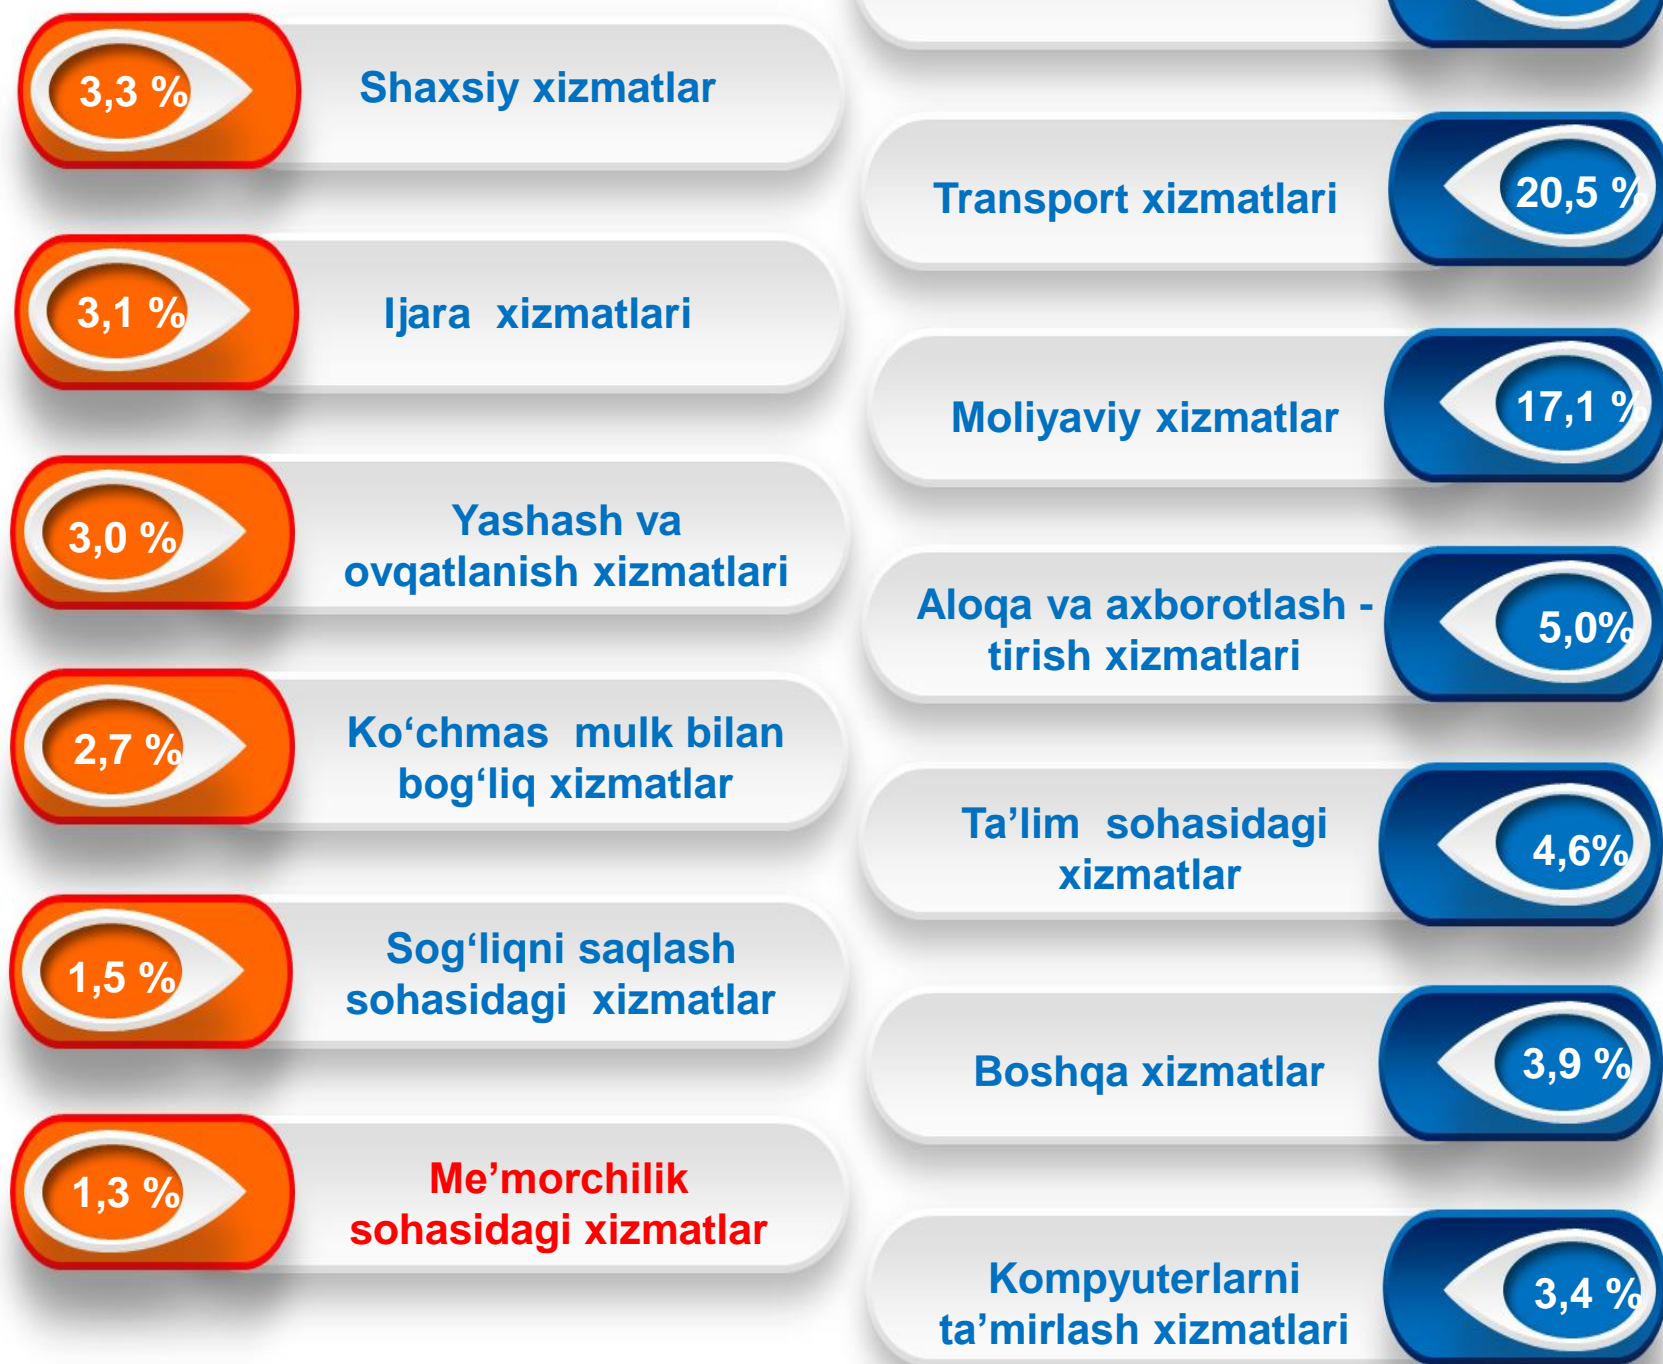 3,3 %
Shaxsiy xizmatlar
3,1 %
Ijara xizmatlari
3,0 %
Yashash va
ovqatlanish xizmatlari
2,7 %
Ko‘chmas mulk bilan
bog‘liq xizmatlar
1,5 %
Sog‘liqni saqlash
sohasidagi xizmatlar
1,3 %
Me’morchilik
sohasidagi xizmatlar
Transport xizmatlari
20,5 %
Moliyaviy xizmatlar
17,1 %
Aloqa va axborotlash -
tirish xizmatlari
5,0%
Ta’lim sohasidagi
xizmatlar
4,6%
Boshqa xizmatlar
3,9 %
Kompyuterlarni
ta’mirlash xizmatlari
3,4 %